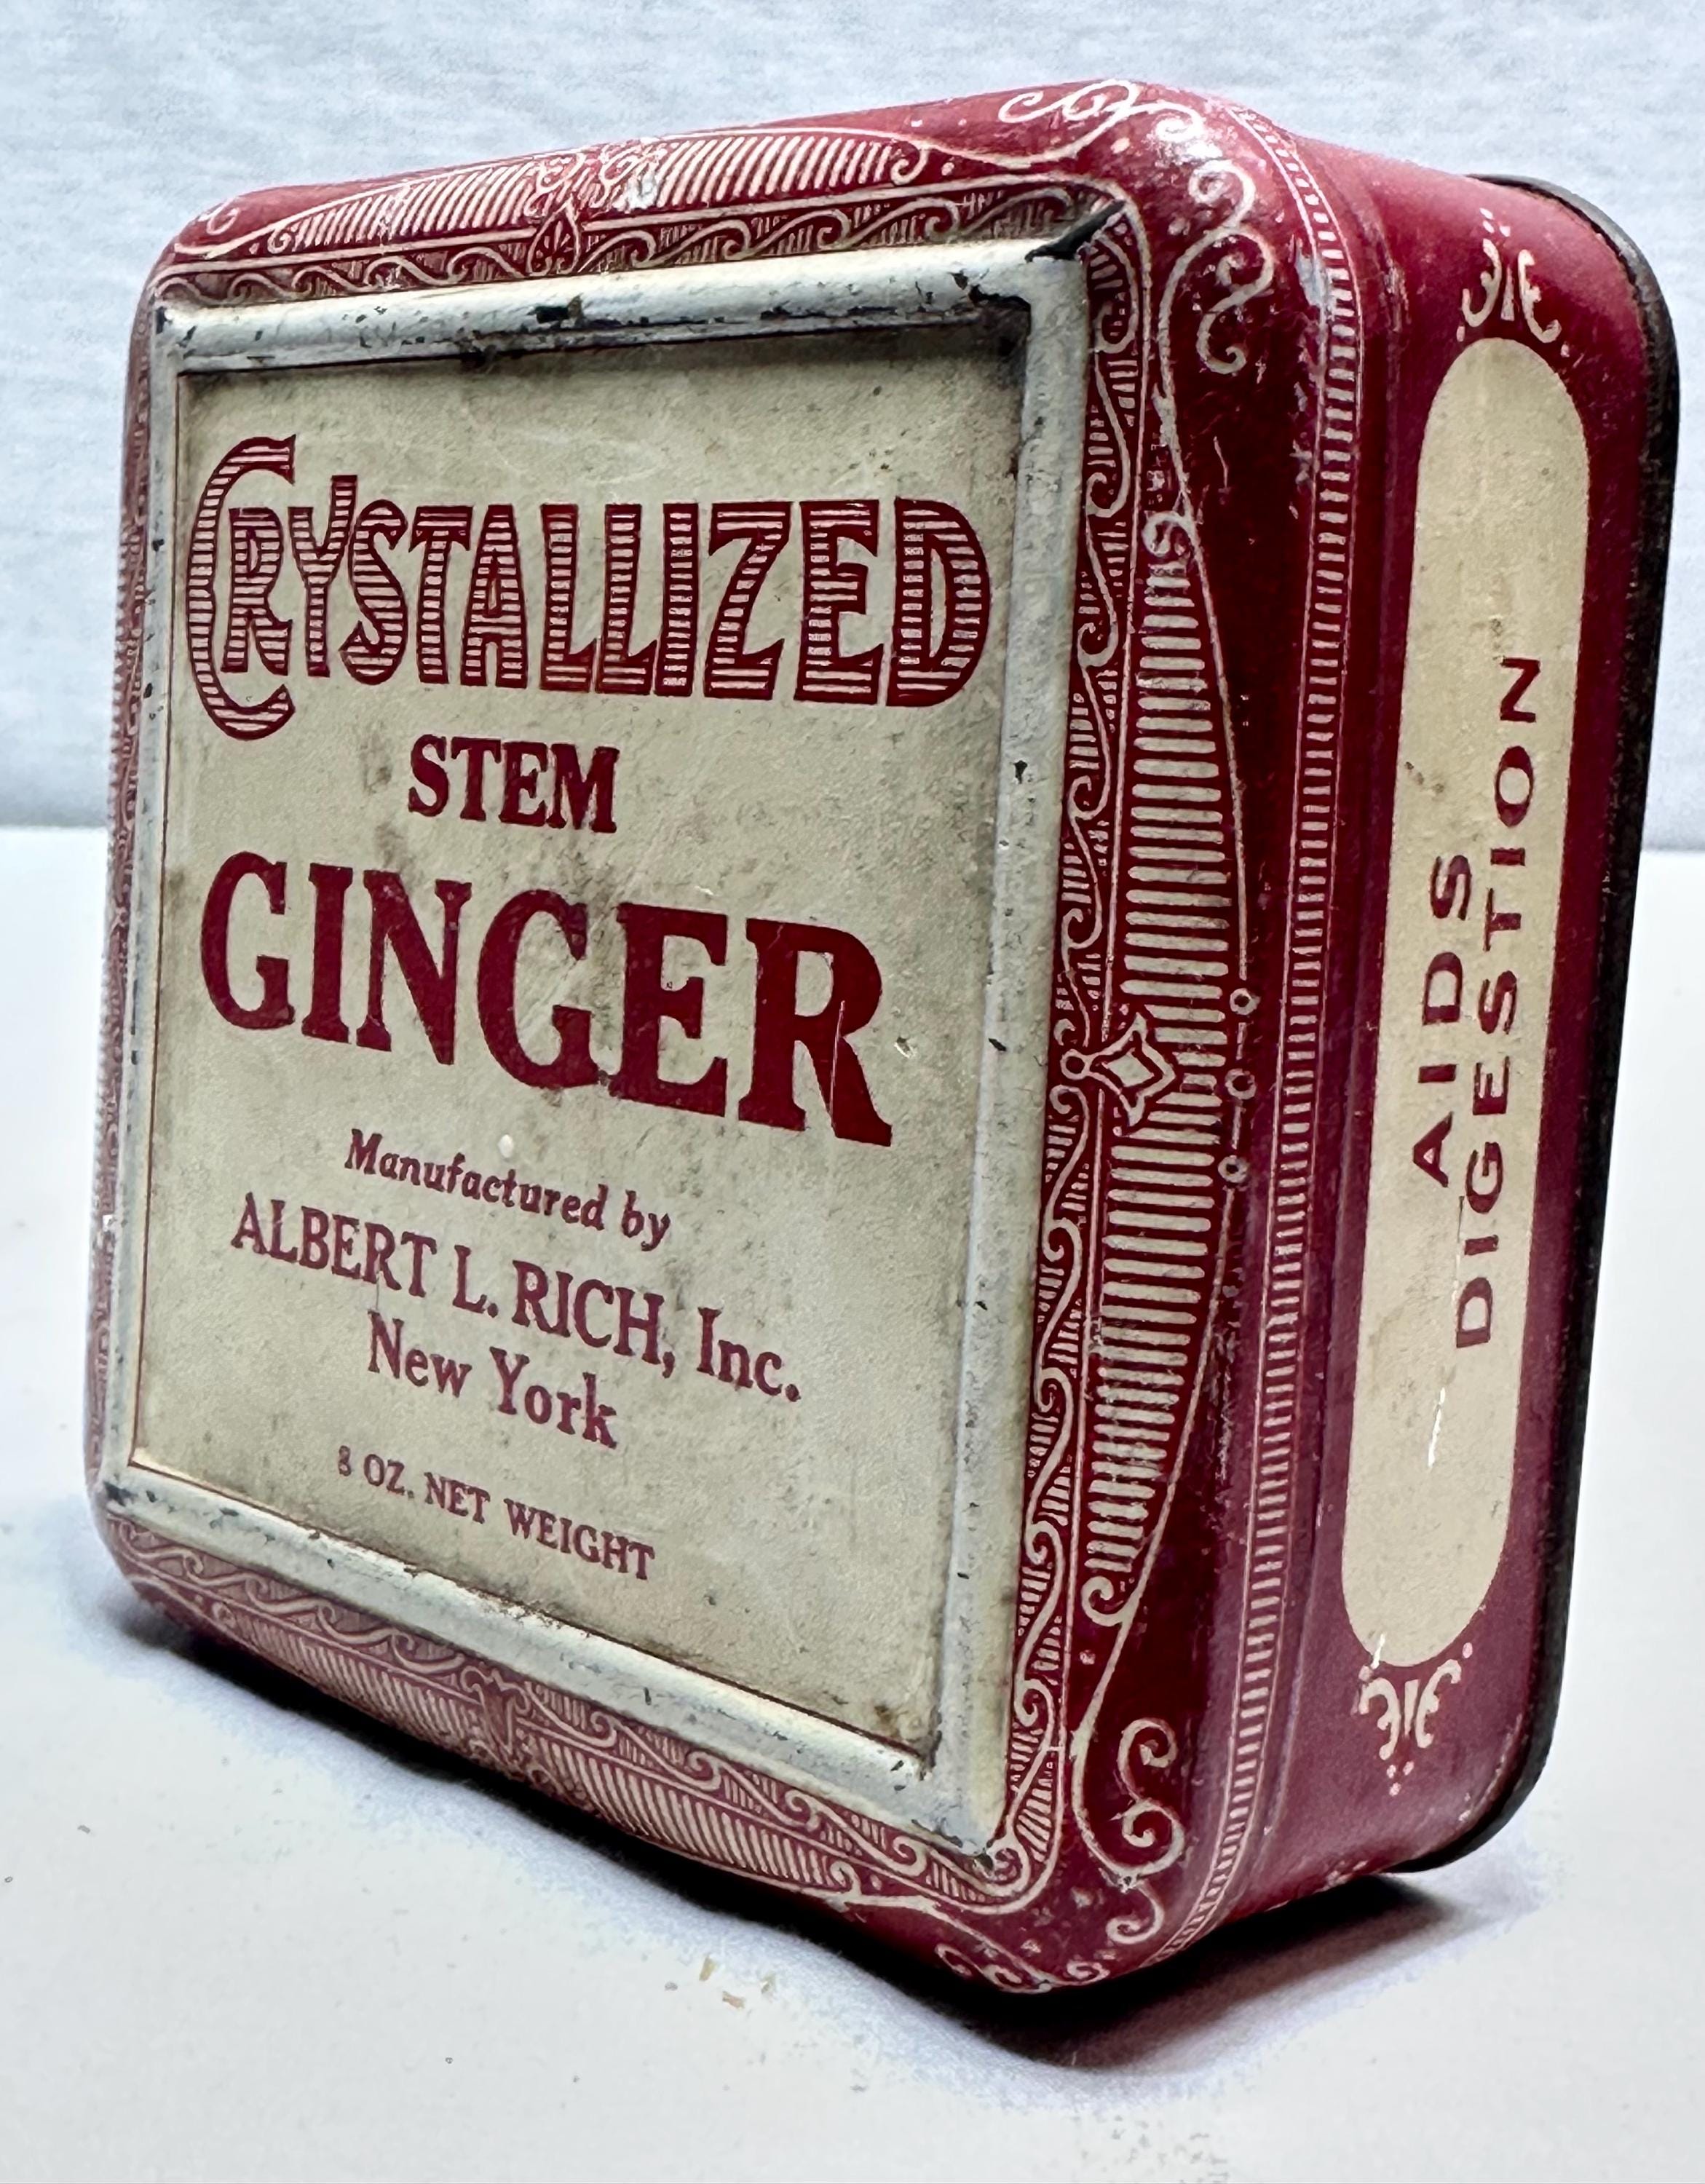 CRYSTALLIZED
STEM
GINGER
Manufactured by
ALBERT L. RICH, Inc.
New York
8 OZ. NET WEIGHT
AIDS
DIGESTION